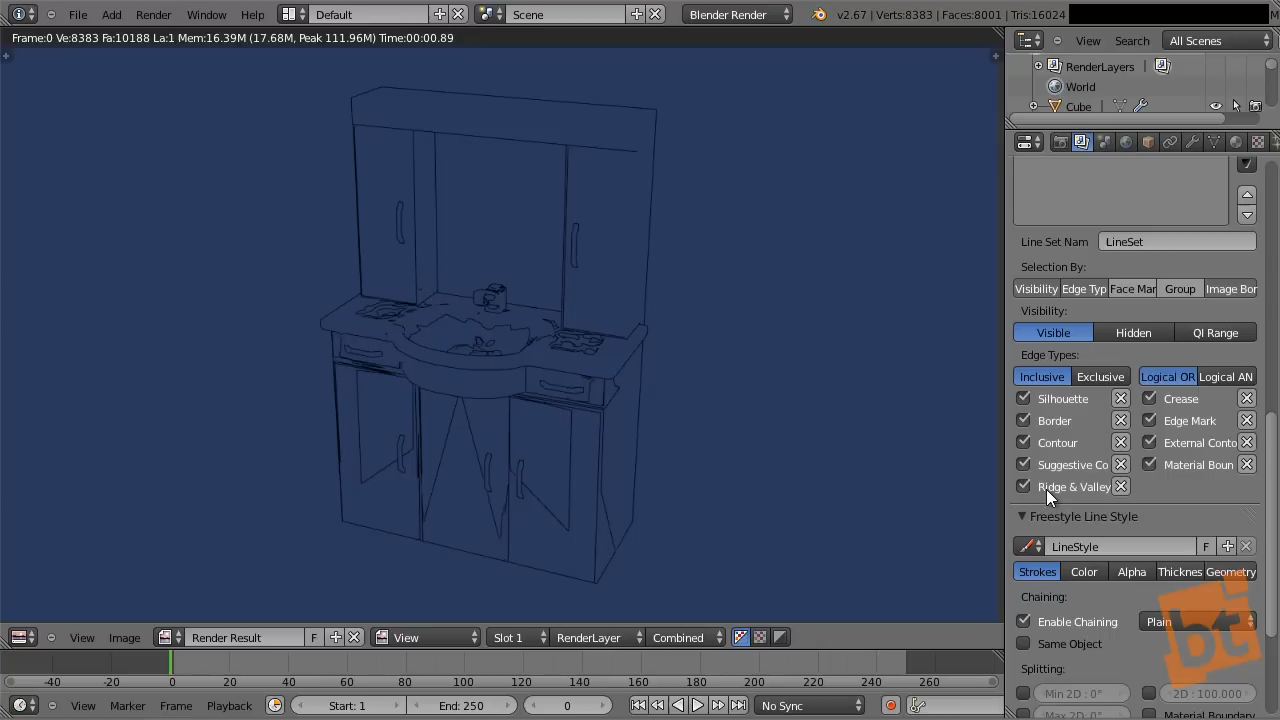 File Add Render Window Help Default Scene Blender Render v2.67 | Verts:8383 | Faces:8001 | Tris:16024
Frame:0 Ve:8383 Fa:10188 La:1 Mem:16.39M (17.68M, Peak 111.96M) Time:00:00.89
View Search All Scenes
RenderLayers
World
Cube
Line Set Nam LineSet
Selection By:
Visibility Edge Typ Face Mar Group Image Bor
Visibility:
Visible Hidden QI Range
Edge Types:
Inclusive Exclusive Logical OR Logical AN
Silhouette Crease
Border Edge Mark
Contour External Conto
Suggestive Co Material Boun
Ridge & Valley
Freestyle Line Style
LineStyle F
Strokes Color Alpha Thicknes Geometry
Chaining:
Enable Chaining Plain
Same Object
Splitting:
Min 2D: 0° 2D: 100.000
Max 2D: 0° Material Boundary
bt
View Image Render Result F View Slot 1 RenderLayer Combined
-40 -20 0 20 40 60 80 100 120 140 160 180 200 220 240 260
View Marker Frame Playback Start: 1 End: 250 0 No Sync